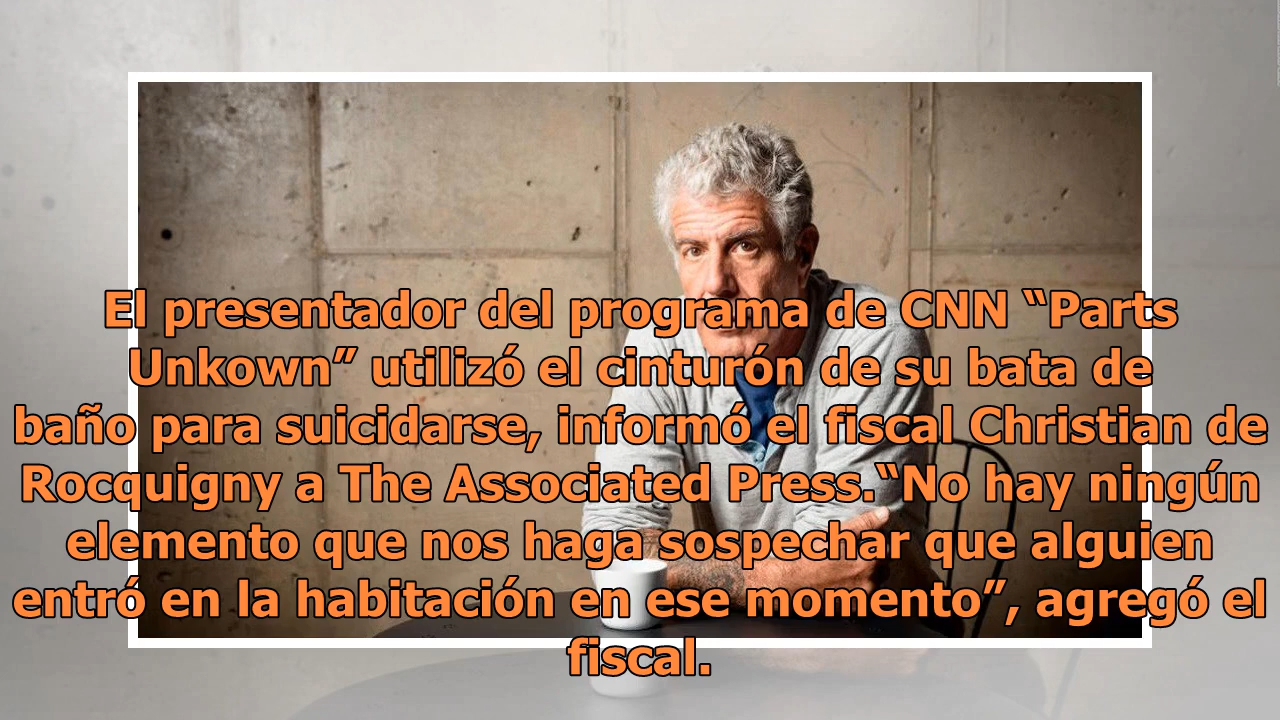 El presentador del programa de CNN “Parts
Unkown” utilizó el cinturón de su bata de
baño para suicidarse, informó el fiscal Christian de
Rocquigny a The Associated Press.“No hay ningún
elemento que nos haga sospechar que alguien
entró en la habitación en ese momento”, agregó el
fiscal.